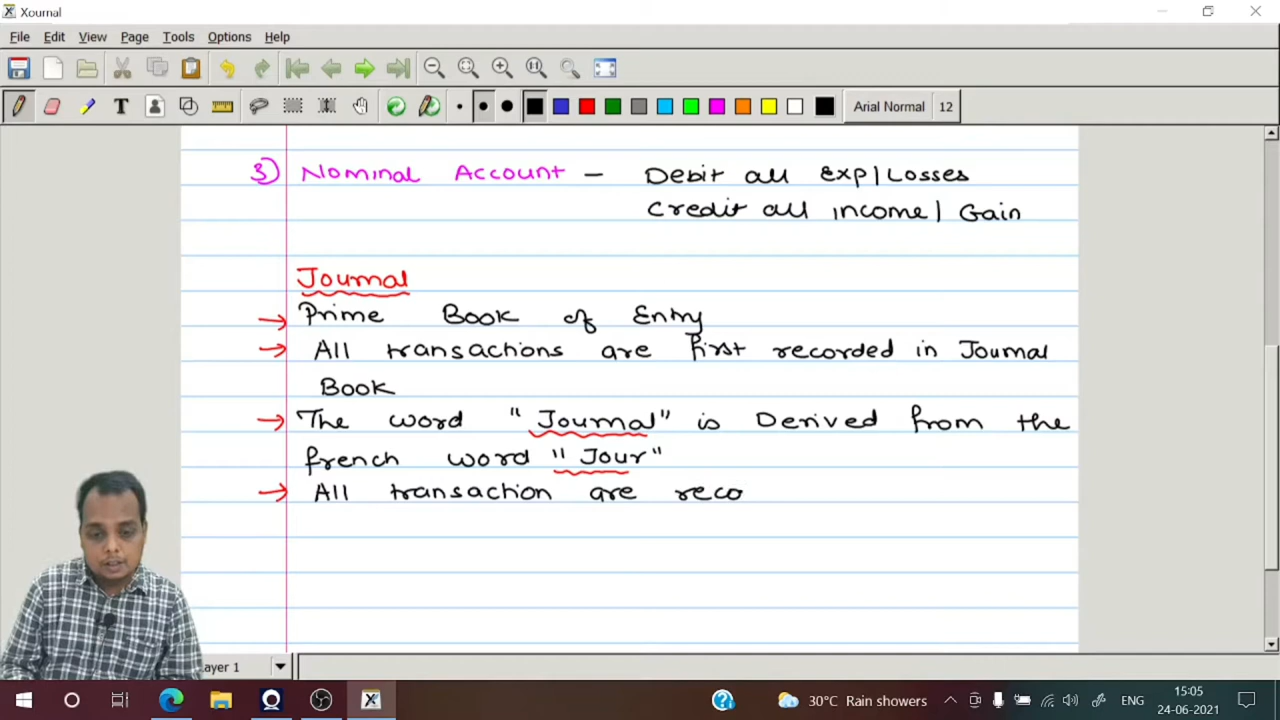 Xournal
File Edit View Page Tools Options Help
Arial Normal 12
3) Nominal Account – Debit all Exp/Losses
Credit all income/ Gain
Journal
→ Prime Book of Entry
→ All transactions are first recorded in Journal
Book
→ The word "Journal" is Derived from the
french word "Jour"
→ All transaction are reco
ayer 1
30°C Rain showers
ENG
15:05
24-06-2021